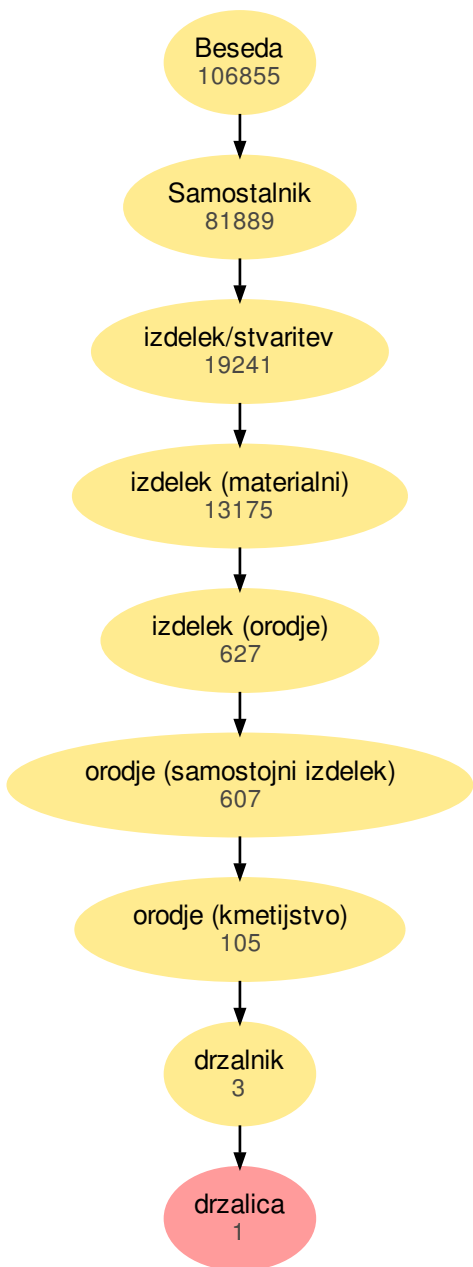 Beseda
106855
Samostalnik
81889
izdelek/stvaritev
19241
izdelek (materialni)
13175
izdelek (orodje)
627
orodje (samostojni izdelek)
607
orodje (kmetijstvo)
105
drzalnik
3
drzalica
1